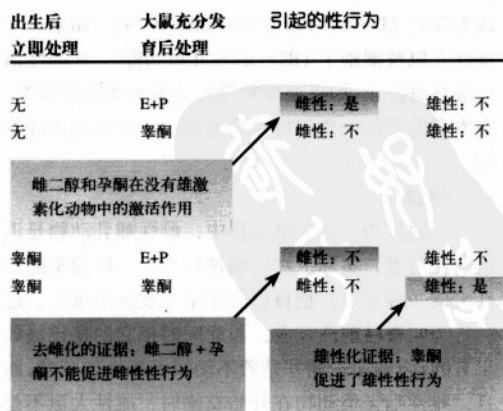 出生后 大鼠充分发 引起的性行为
立即处理 育后处理
无 E+P 雌性：是 雄性：不
无 睾酮 雌性：不 雄性：不
雌二醇和孕酮在没有雄激
素化动物中的激活作用
睾酮 E+P 雌性：不 雄性：不
睾酮 睾酮 雌性：不 雄性：是
去雌化的证据：雌二醇＋孕
酮不能促进雌性性行为
雄性化证据：睾酮
促进了雄性性行为